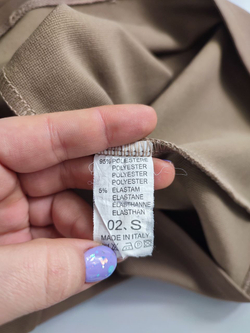 95% POLIESTERE
POLYESTER
POLYESTER
POLYESTER
5% ELASTAM
ELASTANE
ELASTHANNE
ELASTHAN
02. S
MADE IN ITALY